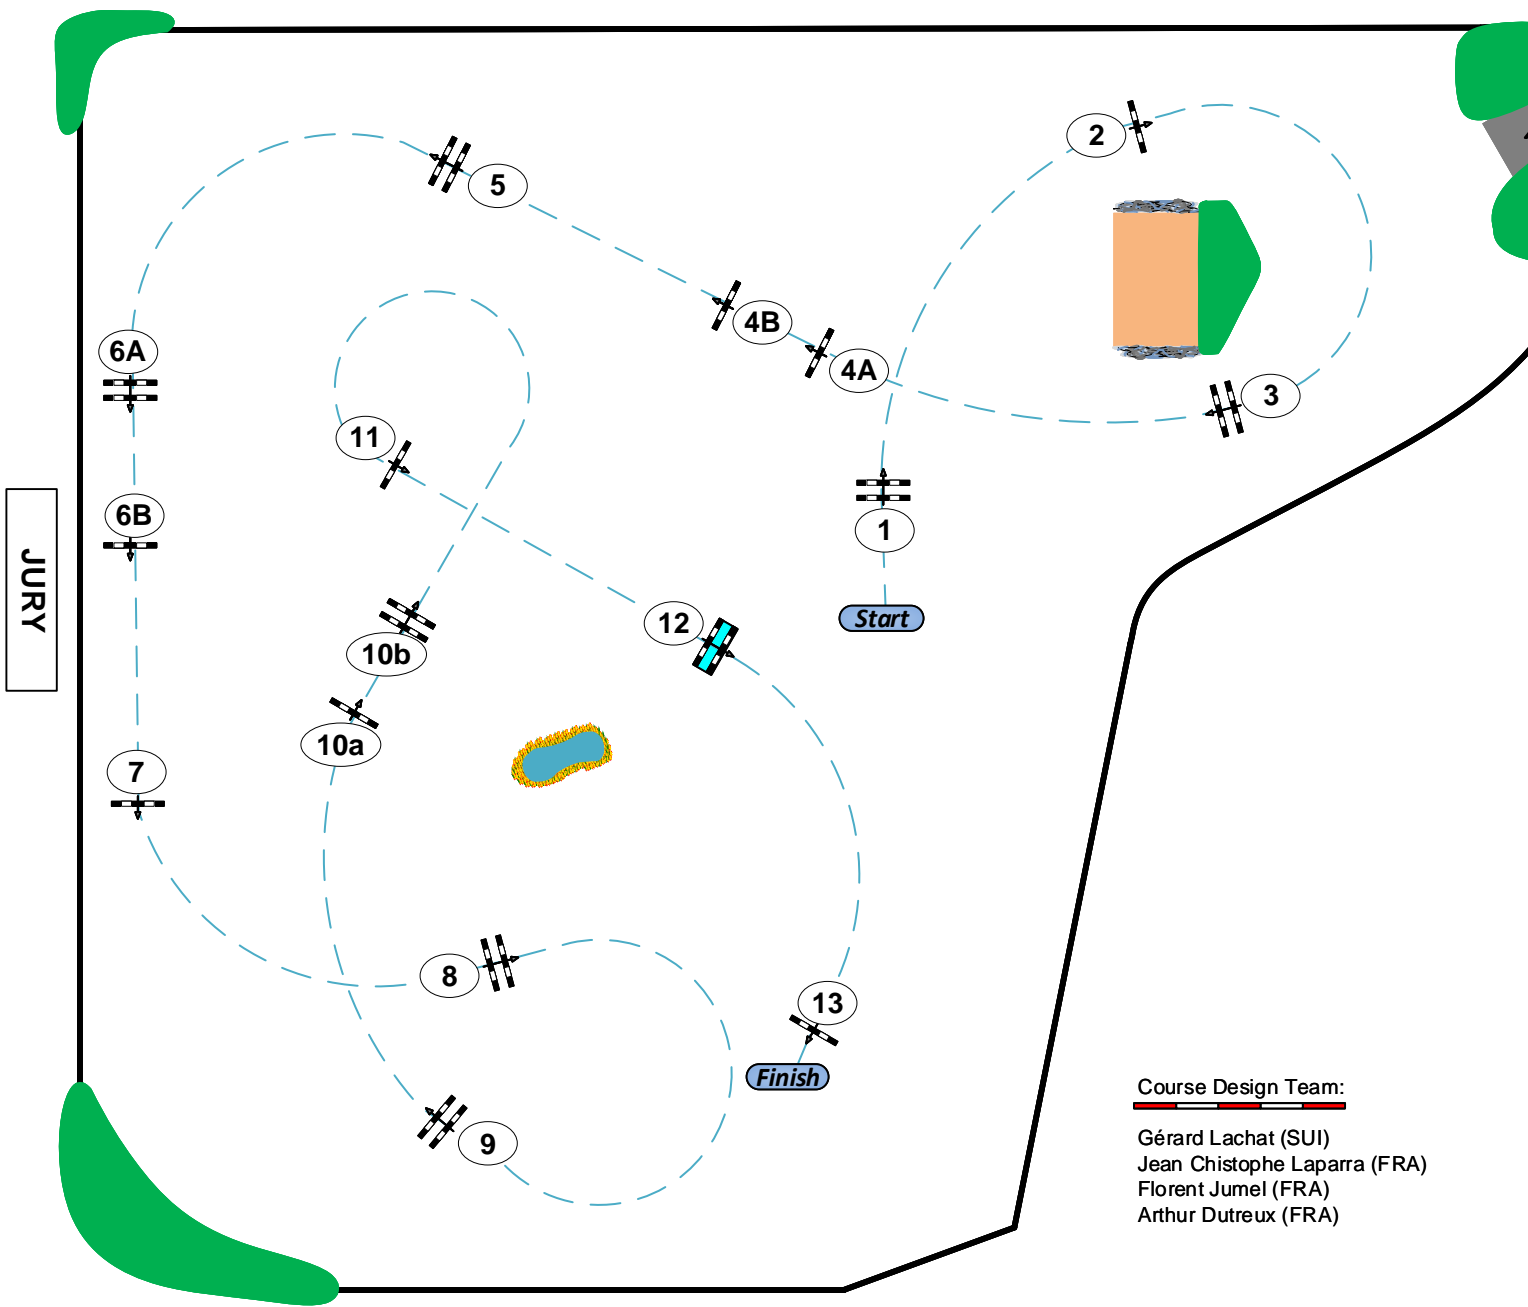 2
5
4B
6A
4A
3
11
6B
1
JURY
Start
12
10b
10a
7
8
13
Finish
9
Course Design Team:
Gérard Lachat (SUI)
Jean Chistophe Laparra (FRA)
Florent Jumel (FRA)
Arthur Dutreux (FRA)